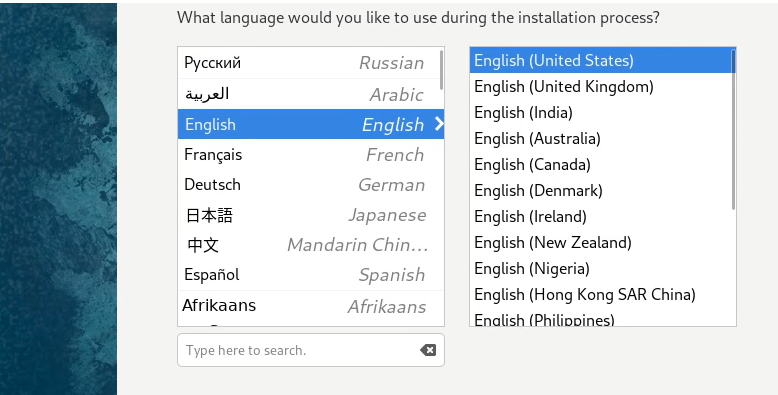 What language would you like to use during the installation process?
Русский Russian
العربية Arabic
English English
Français French
Deutsch German
日本語 Japanese
中文 Mandarin Chin...
Español Spanish
Afrikaans Afrikaans
Type here to search.
English (United States)
English (United Kingdom)
English (India)
English (Australia)
English (Canada)
English (Denmark)
English (Ireland)
English (New Zealand)
English (Nigeria)
English (Hong Kong SAR China)
English (Philippines)